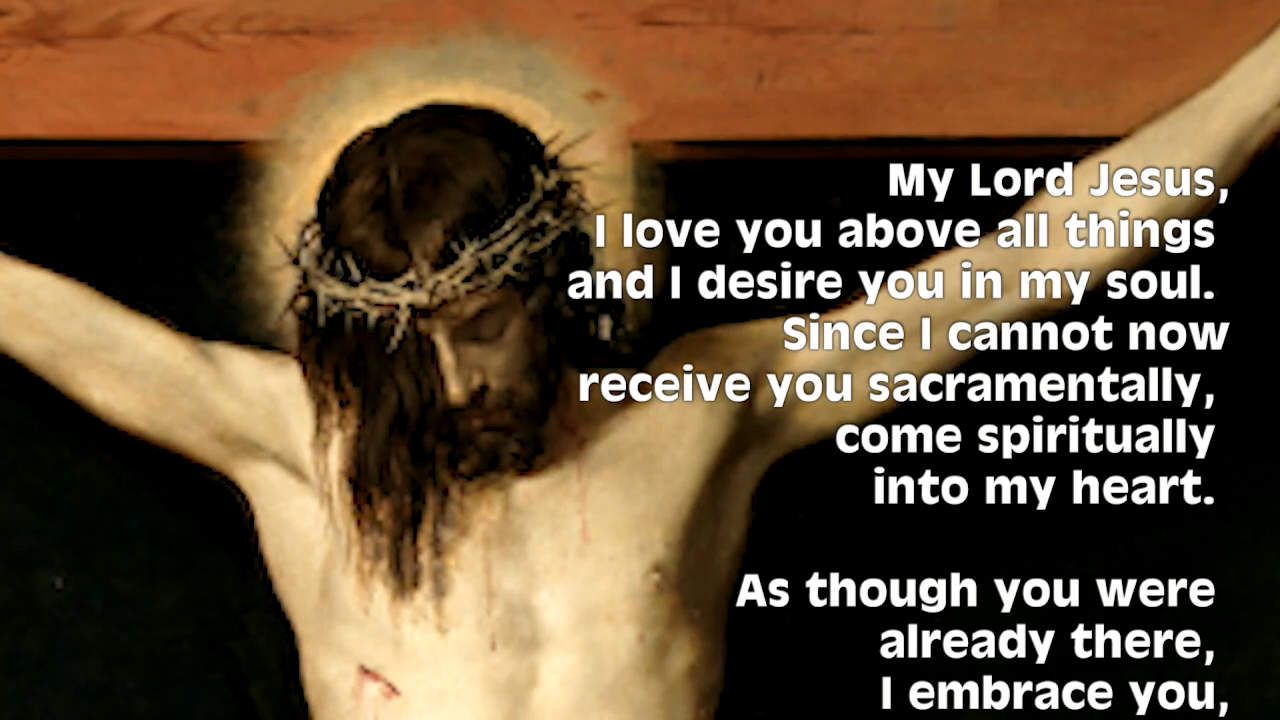 My Lord Jesus,
I love you above all things
and I desire you in my soul.
Since I cannot now
receive you sacramentally,
come spiritually
into my heart.
As though you were
already there,
I embrace you,